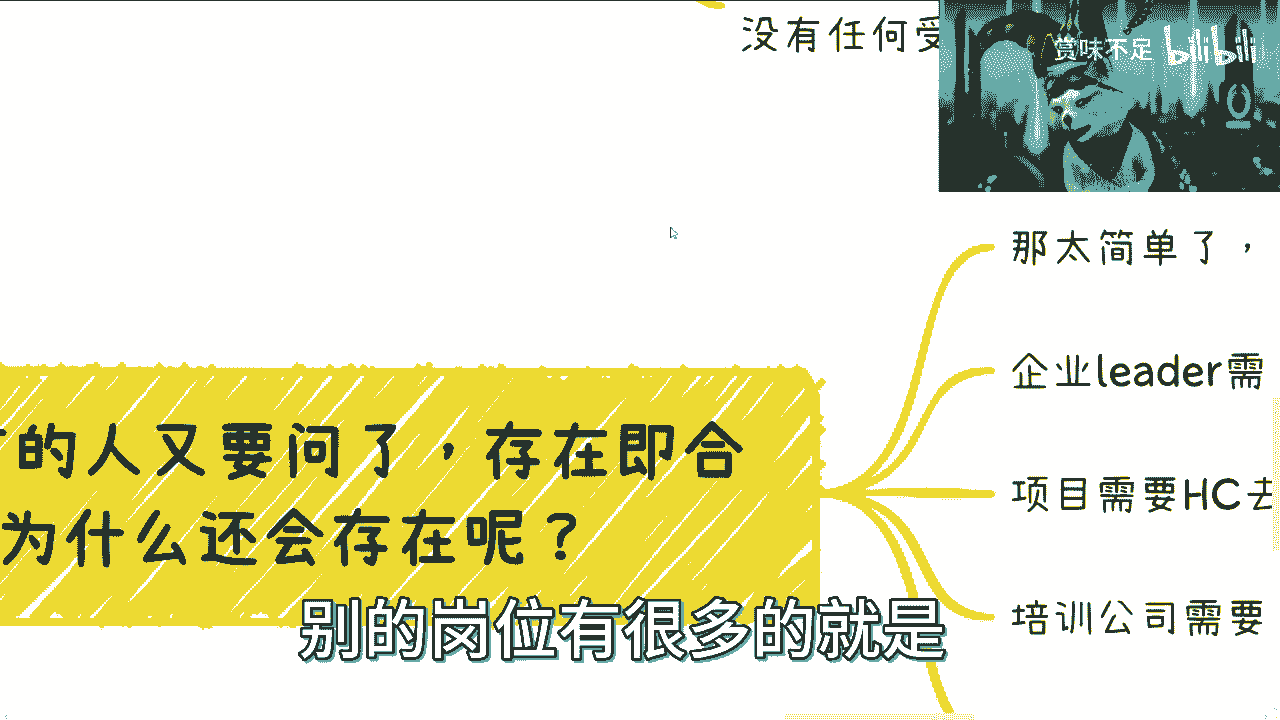 没有任何受
赏味不足 bilibili
那太简单了，
企业leader需
的人又要问了，存在即合
为什么还会存在呢？
项目需要HC去
培训公司需要
别的岗位有很多的就是